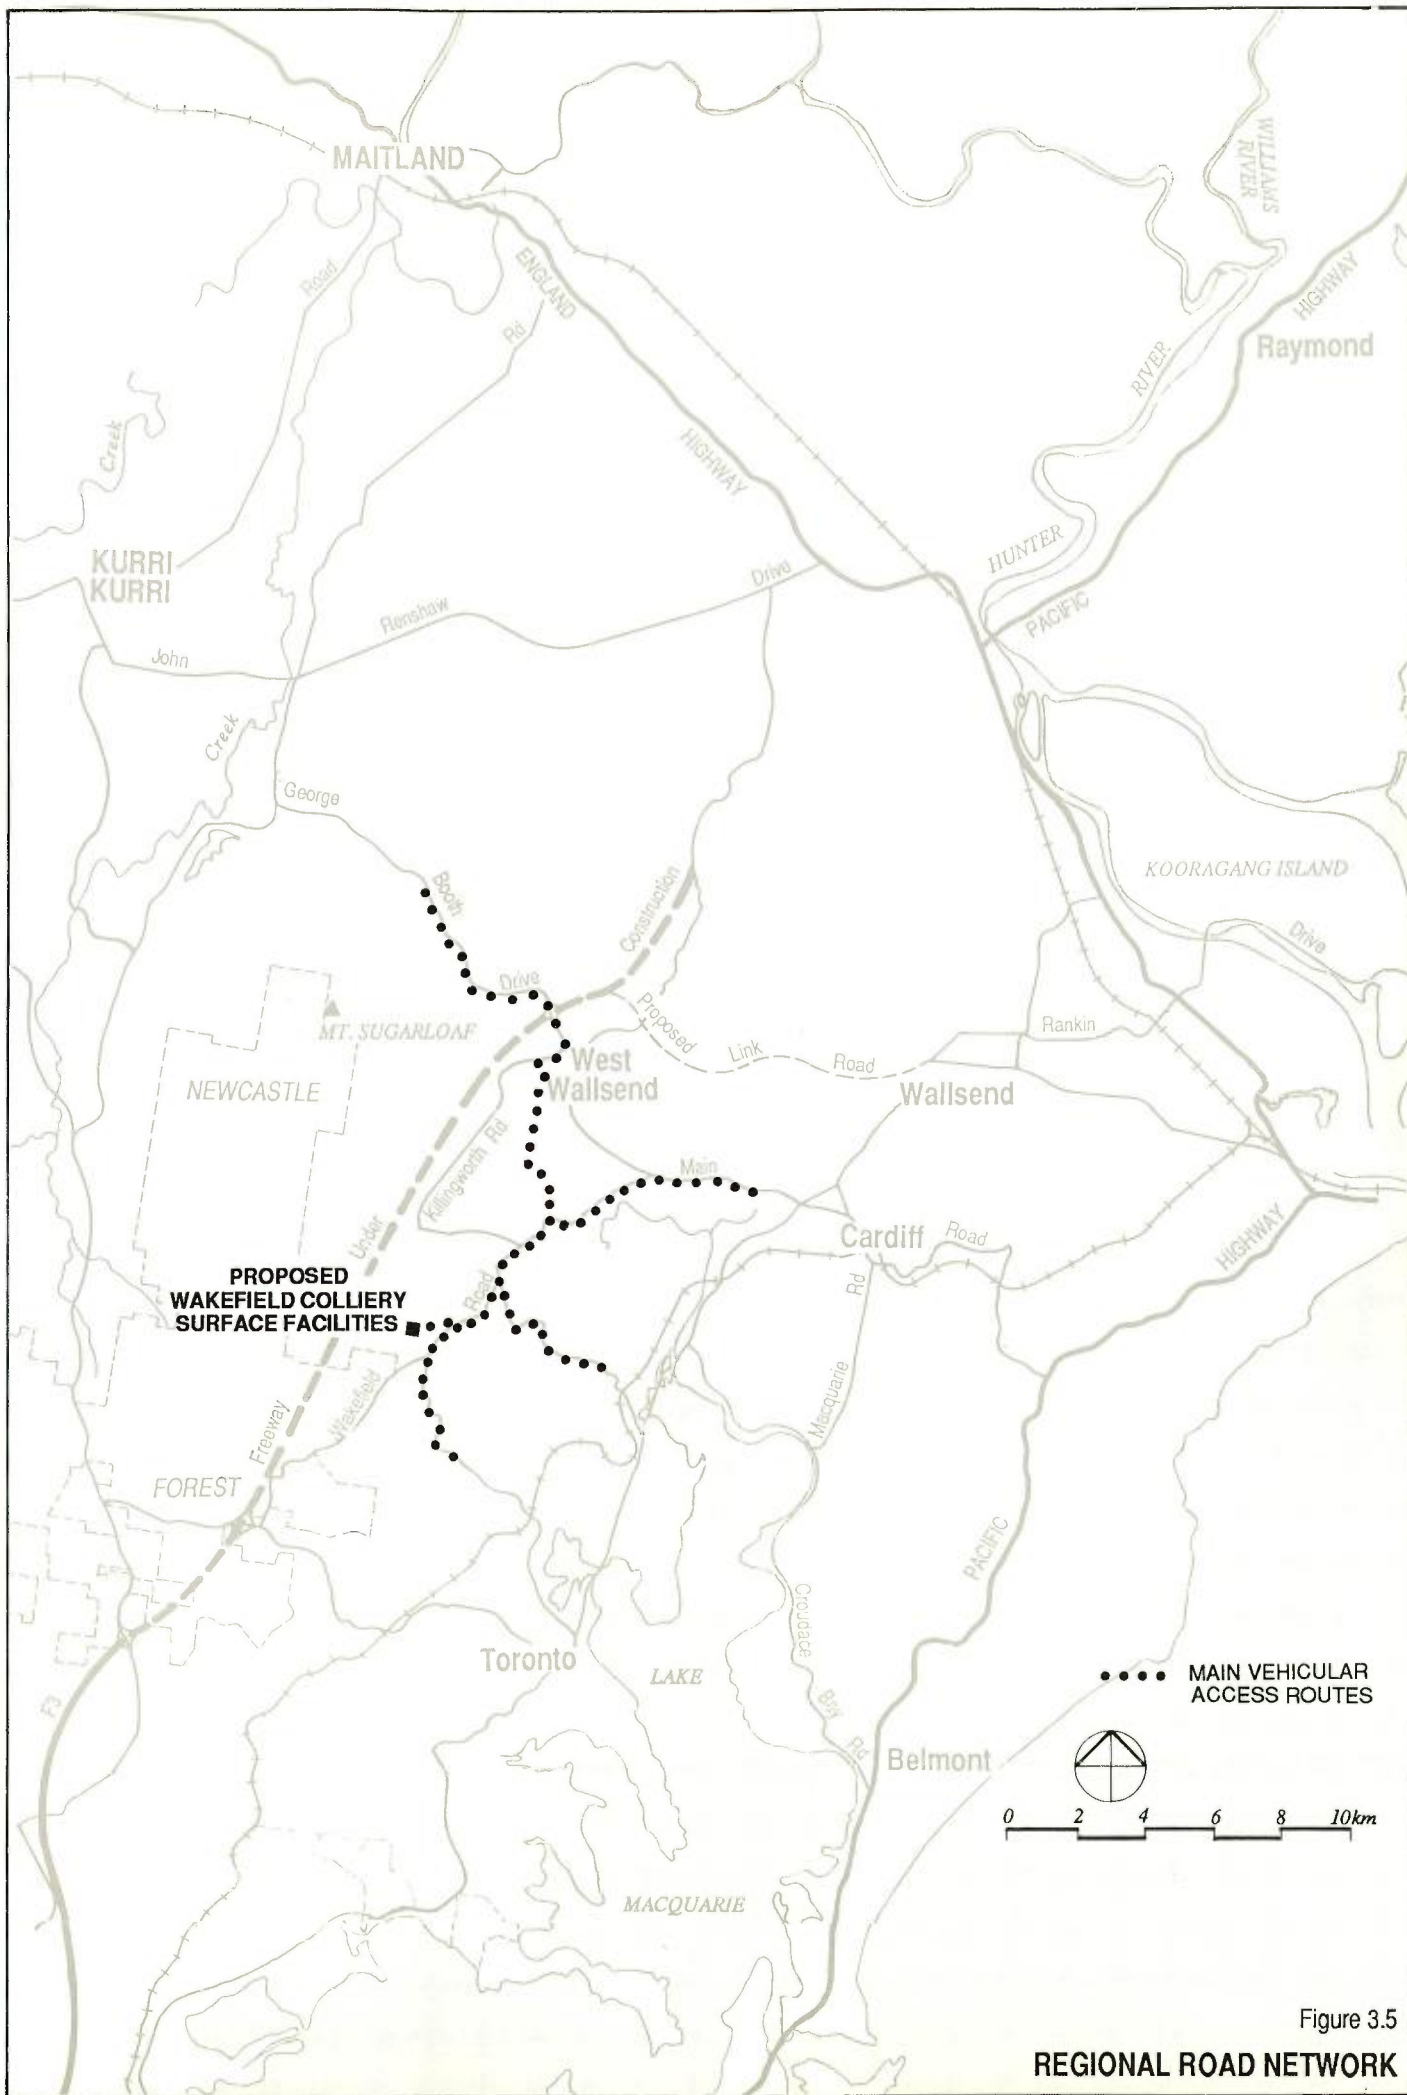 MAITLAND
WILLIAMS
RIVER
Road
ENGLAND
Rd
HIGHWAY
Raymond
RIVER
Creek
HIGHWAY
HUNTER
KURRI
KURRI
Drive
PACIFIC
Renshaw
John
Creek
George
KOORAGANG ISLAND
Booth
Construction
Drive
Drive
Proposed
Rankin
MT. SUGARLOAF
Link
Road
West
Wallsend
NEWCASTLE
Wallsend
Killingworth Rd
Main
Under
Cardiff
Road
HIGHWAY
PROPOSED
WAKEFIELD COLLIERY
SURFACE FACILITIES
Road
Rd
Macquarie
Wakefield
Freeway
FOREST
PACIFIC
Croudace
Toronto
LAKE
MAIN VEHICULAR
ACCESS ROUTES
F3
Bay
Rd
Belmont
0 2 4 6 8 10km
MACQUARIE
Figure 3.5
REGIONAL ROAD NETWORK